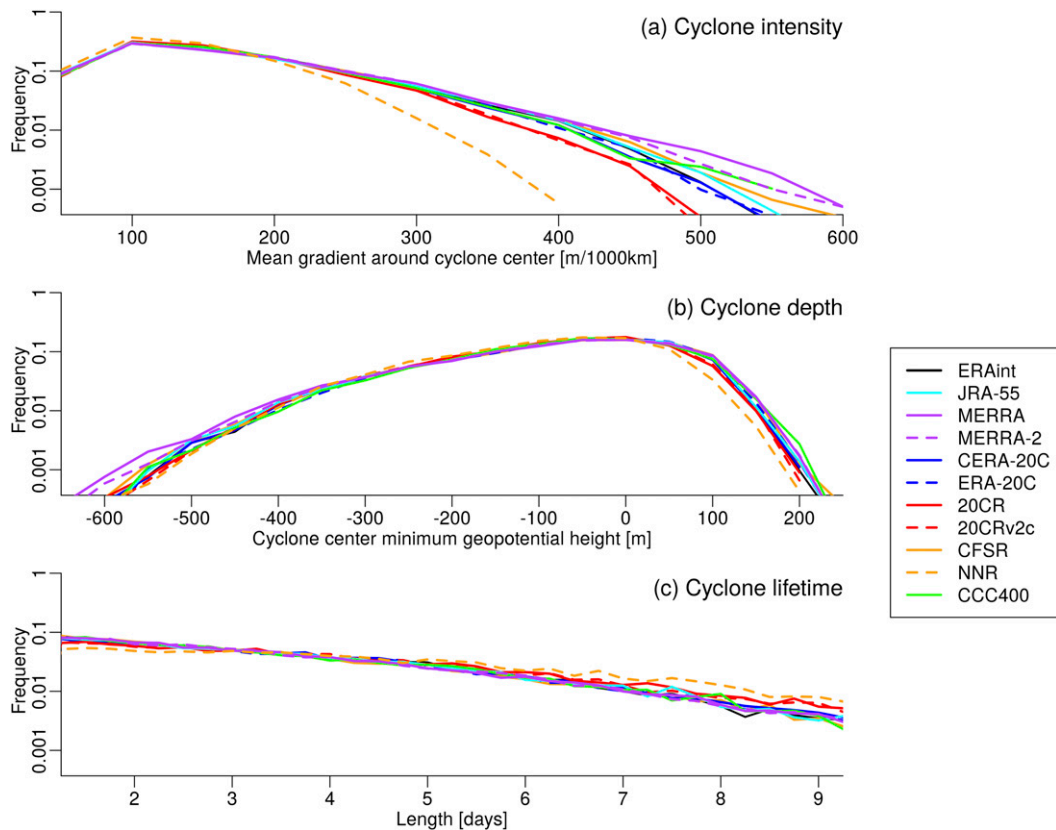 (a) Cyclone intensity
Frequency
1
0.1
0.01
0.001
100 200 300 400 500 600
Mean gradient around cyclone center [m/1000km]
(b) Cyclone depth
Frequency
1
0.1
0.01
0.001
-600 -500 -400 -300 -200 -100 0 100 200
Cyclone center minimum geopotential height [m]
(c) Cyclone lifetime
Frequency
1
0.1
0.01
0.001
2 3 4 5 6 7 8 9
Length [days]
ERAint
JRA-55
MERRA
MERRA-2
CERA-20C
ERA-20C
20CR
20CRv2c
CFSR
NNR
CCC400